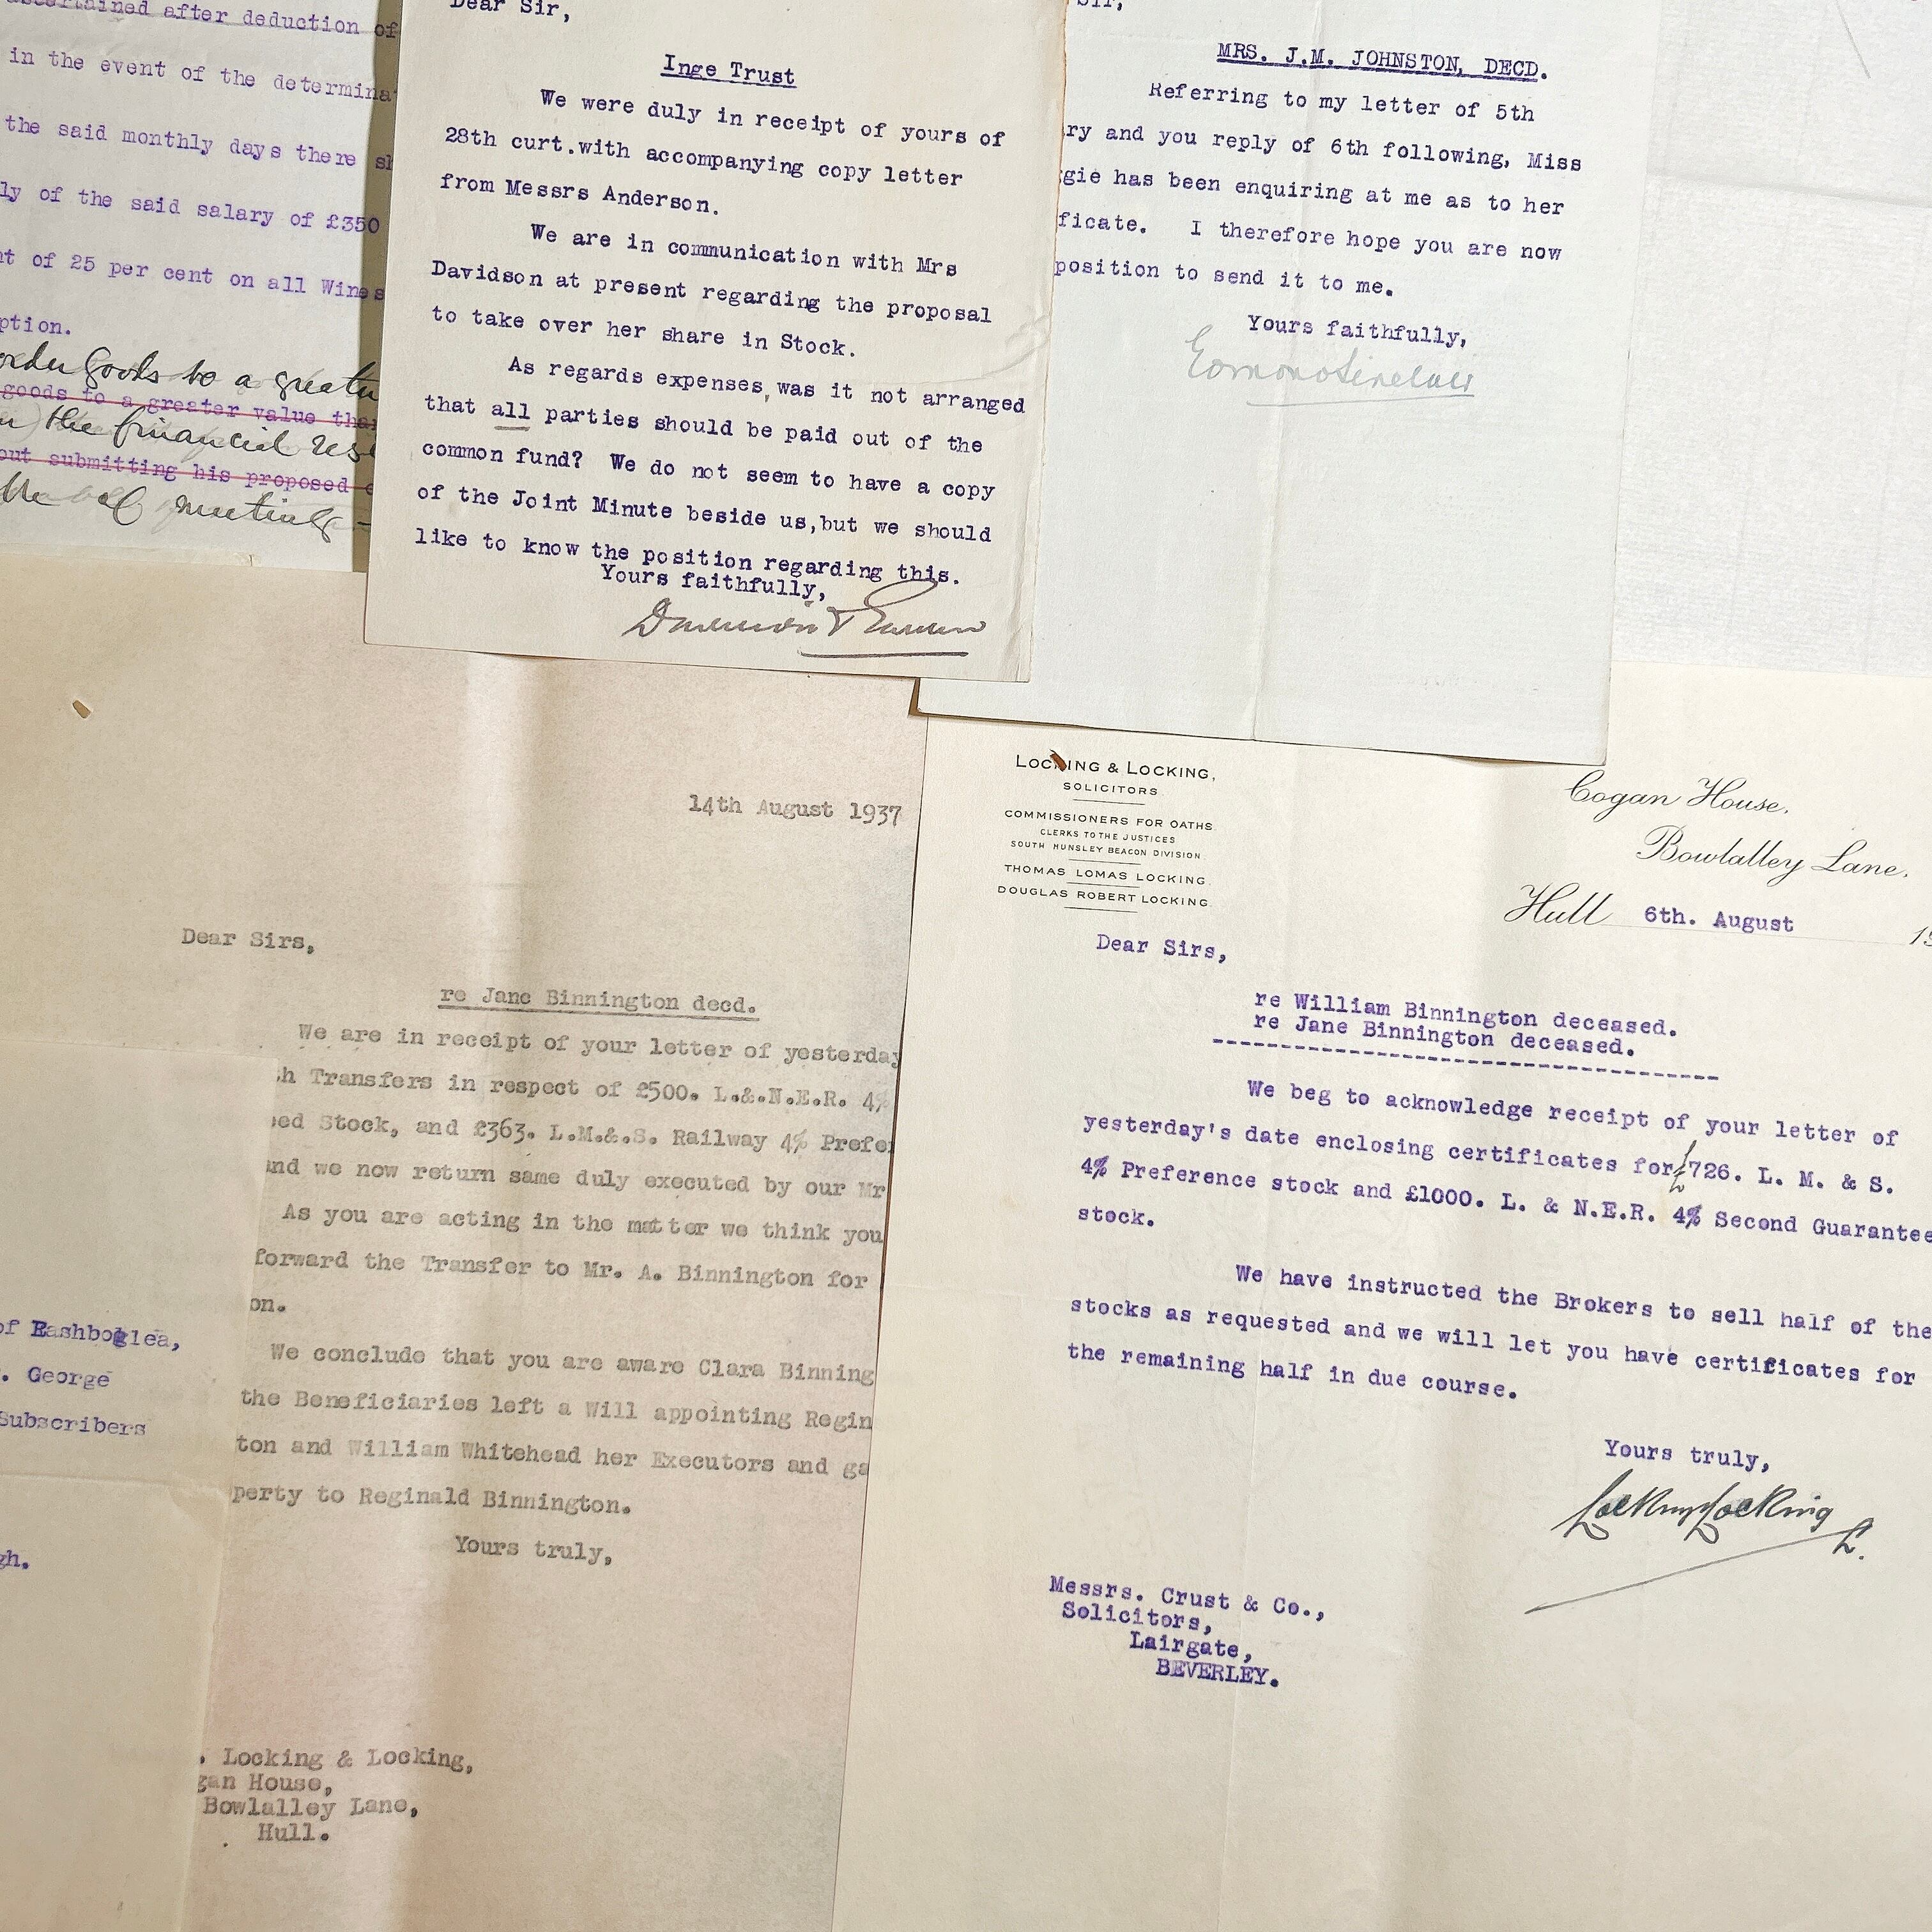 ascertained after deduction of
in the event of the determina
the said monthly days there sh
ly of the said salary of £350
nt of 25 per cent on all Wines
ption.
order Goods to a greater
goods to a greater value than
the financial
out submitting his proposed
meeting
Dear Sir,
Inge Trust
We were duly in receipt of yours of
28th curt.with accompanying copy letter
from Messrs Anderson.
We are in communication with Mrs
Davidson at present regarding the proposal
to take over her share in Stock.
As regards expenses,was it not arranged
that all parties should be paid out of the
common fund? We do not seem to have a copy
of the Joint Minute beside us,but we should
like to know the position regarding this.
Yours faithfully,
Sir,
MRS. J.M. JOHNSTON, DECD.
Referring to my letter of 5th
ry and you reply of 6th following, Miss
gie has been enquiring at me as to her
ficate. I therefore hope you are now
position to send it to me.
Yours faithfully,
14th August 1937
Dear Sirs,
re Jane Binnington decd.
We are in receipt of your letter of yesterday
th Transfers in respect of £500. L.&.N.E.R. 4%
ed Stock, and £363. L.M.&.S. Railway 4% Prefer
and we now return same duly executed by our Mr
As you are acting in the matter we think you
forward the Transfer to Mr. A. Binnington for
on.
We conclude that you are aware Clara Binning
the Beneficiaries left a Will appointing Regin
ton and William Whitehead her Executors and ga
perty to Reginald Binnington.
Yours truly,
. Locking & Locking,
gan House,
Bowlalley Lane,
Hull.
of Rashboglea,
. George
Subscribers
gh.
LOCKING & LOCKING,
SOLICITORS.
COMMISSIONERS FOR OATHS.
CLERKS TO THE JUSTICES
SOUTH HUNSLEY BEACON DIVISION.
THOMAS LOMAS LOCKING.
DOUGLAS ROBERT LOCKING.
Cogan House,
Bowlalley Lane,
Hull 6th. August 19
Dear Sirs,
re William Binnington deceased.
re Jane Binnington deceased.
We beg to acknowledge receipt of your letter of
yesterday's date enclosing certificates for £726. L. M. & S.
4% Preference stock and £1000. L. & N.E.R. 4% Second Guarantee
stock.
We have instructed the Brokers to sell half of the
stocks as requested and we will let you have certificates for
the remaining half in due course.
Yours truly,
Locking Locking
L.
Messrs. Crust & Co.,
Solicitors,
Lairgate,
BEVERLEY.